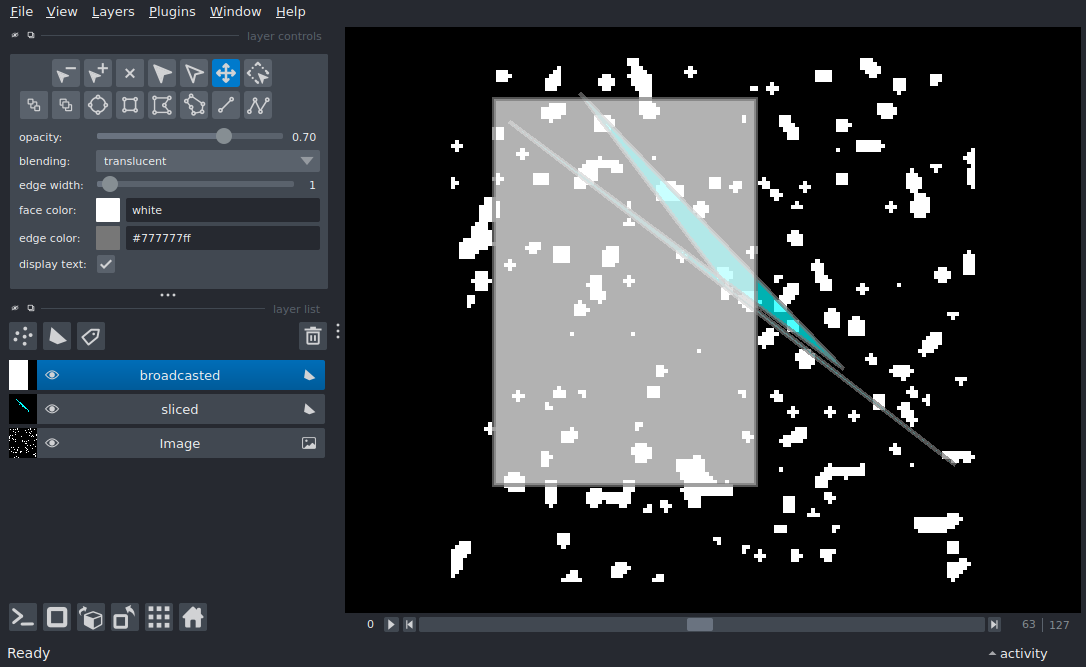 File View Layers Plugins Window Help
layer controls
opacity: 0.70
blending: translucent
edge width: 1
face color: white
edge color: #777777ff
display text:
layer list
broadcasted
sliced
Image
0 63 127
Ready activity